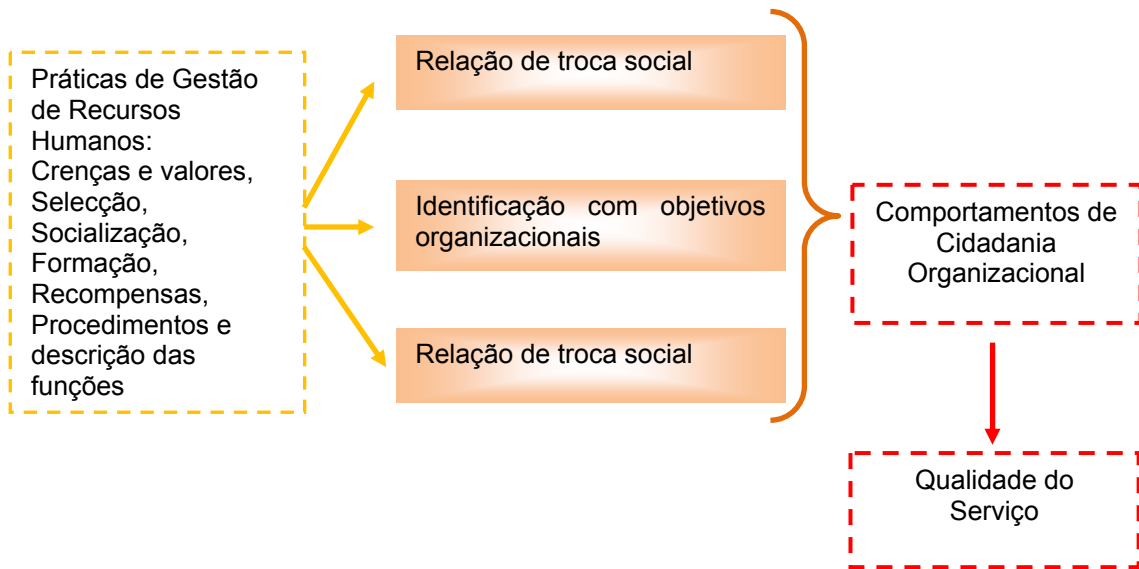 Práticas de Gestão
de Recursos
Humanos:
Crenças e valores,
Selecção,
Socialização,
Formação,
Recompensas,
Procedimentos e
descrição das
funções
Relação de troca social
Identificação com objetivos
organizacionais
Relação de troca social
Comportamentos de
Cidadania
Organizacional
Qualidade do
Serviço